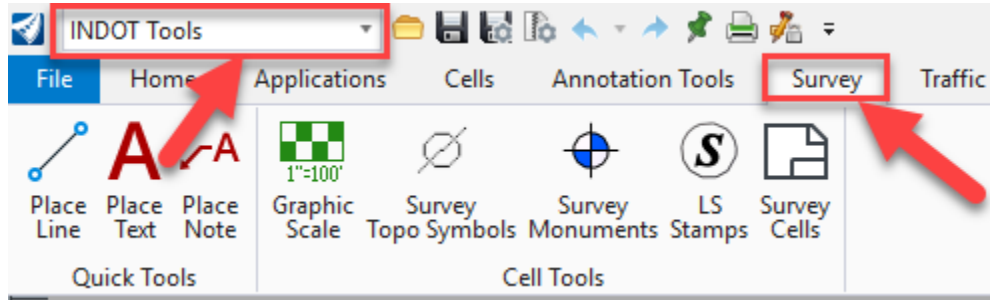 INDOT Tools
File Home Applications Cells Annotation Tools Survey Traffic
A A
1"=100' S
Place Place Place Graphic Survey Survey LS Survey
Line Text Note Scale Topo Symbols Monuments Stamps Cells
Quick Tools Cell Tools